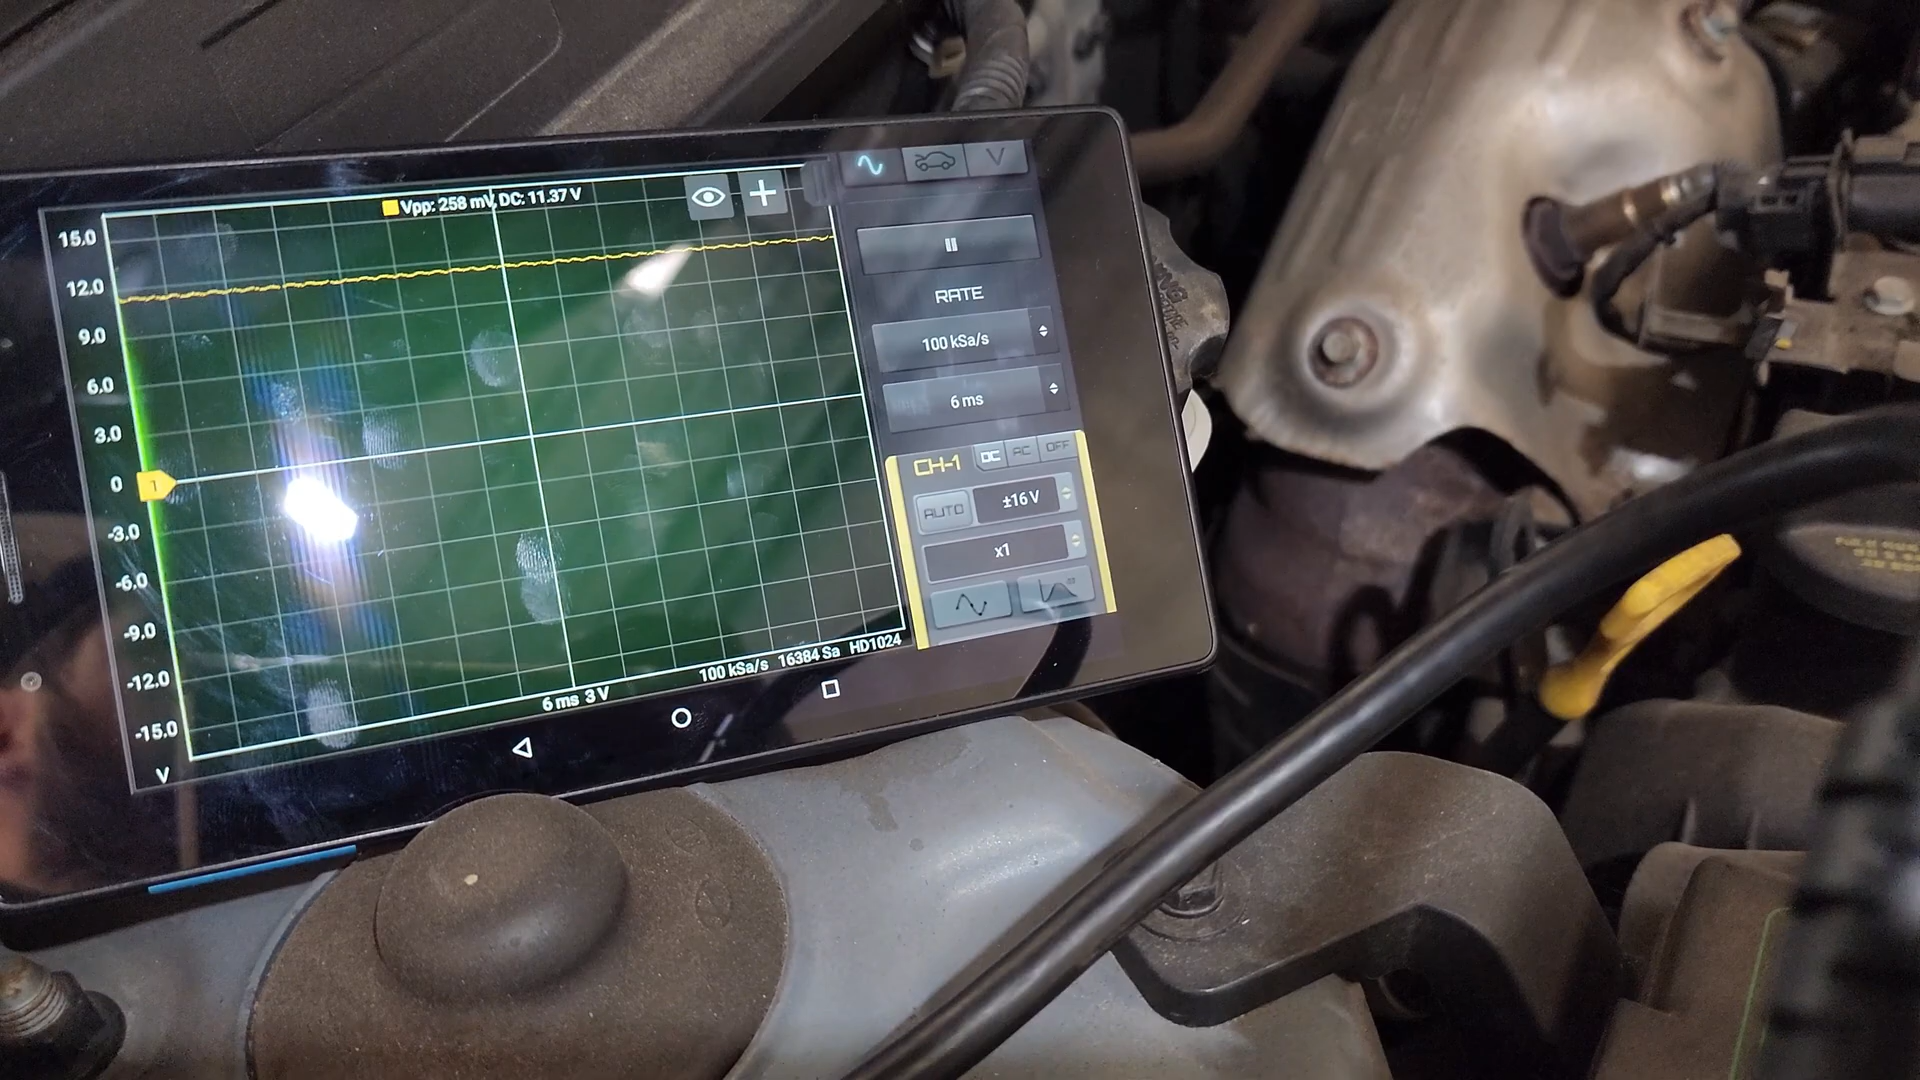 Vpp: 258 mV, DC: 11.37 V
15.0
12.0
9.0
6.0
3.0
0
-3.0
-6.0
-9.0
-12.0
-15.0
V
1
6 ms 3 V
100 kSa/s 16384 Sa HD1024
V
RATE
100 kSa/s
6 ms
CH-1 DC AC OFF
AUTO ±16 V
x1